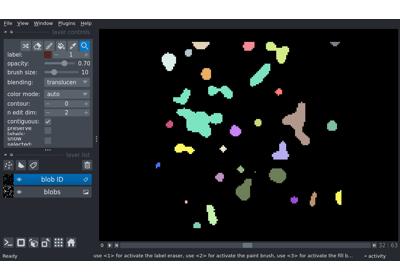 File View Window Plugins Help
layer controls
label: 1
opacity: 0.70
brush size: 10
blending: translucen
color mode: auto
contour: 0
n edit dim: 2
contiguous:
preserve labels:
show selected:
layer list
blob ID
blobs
32 63
Ready use <1> for activate the label eraser, use <2> for activate the paint brush, use <3> for activate the fill b... activity